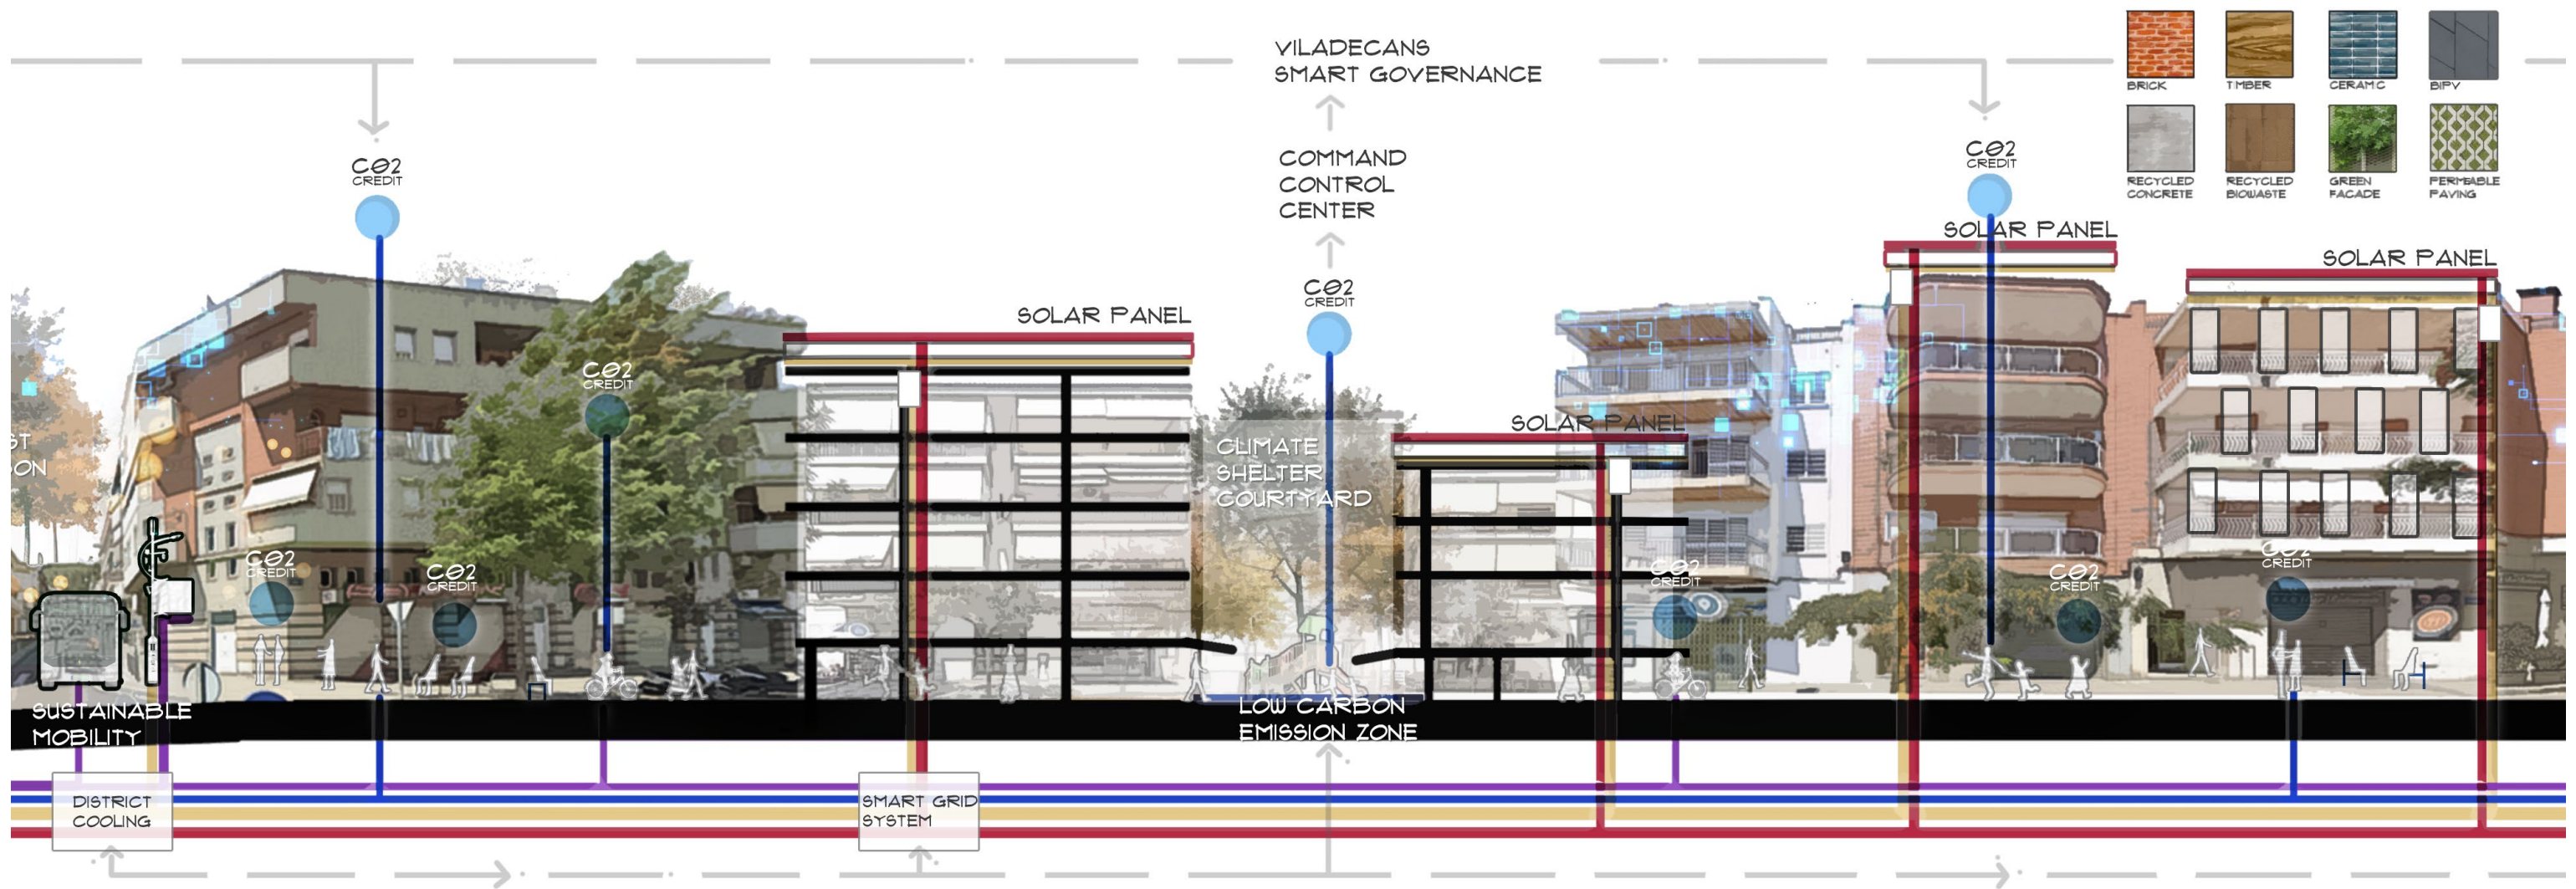 VILADECANS
SMART GOVERNANCE
COMMAND
CONTROL
CENTER
BRICK
TIMBER
CERAMIC
BIPV
RECYCLED
CONCRETE
RECYCLED
BIOWASTE
GREEN
FACADE
PERMEABLE
PAVING
CO2
CREDIT
CO2
CREDIT
CO2
CREDIT
SOLAR PANEL
SOLAR PANEL
SOLAR PANEL
SOLAR PANEL
CO2
CREDIT
ST
ON
CLIMATE
SHELTER
COURTYARD
CO2
CREDIT
CO2
CREDIT
CO2
CREDIT
CO2
CREDIT
CO2
CREDIT
SUSTAINABLE
MOBILITY
LOW CARBON
EMISSION ZONE
DISTRICT
COOLING
SMART GRID
SYSTEM